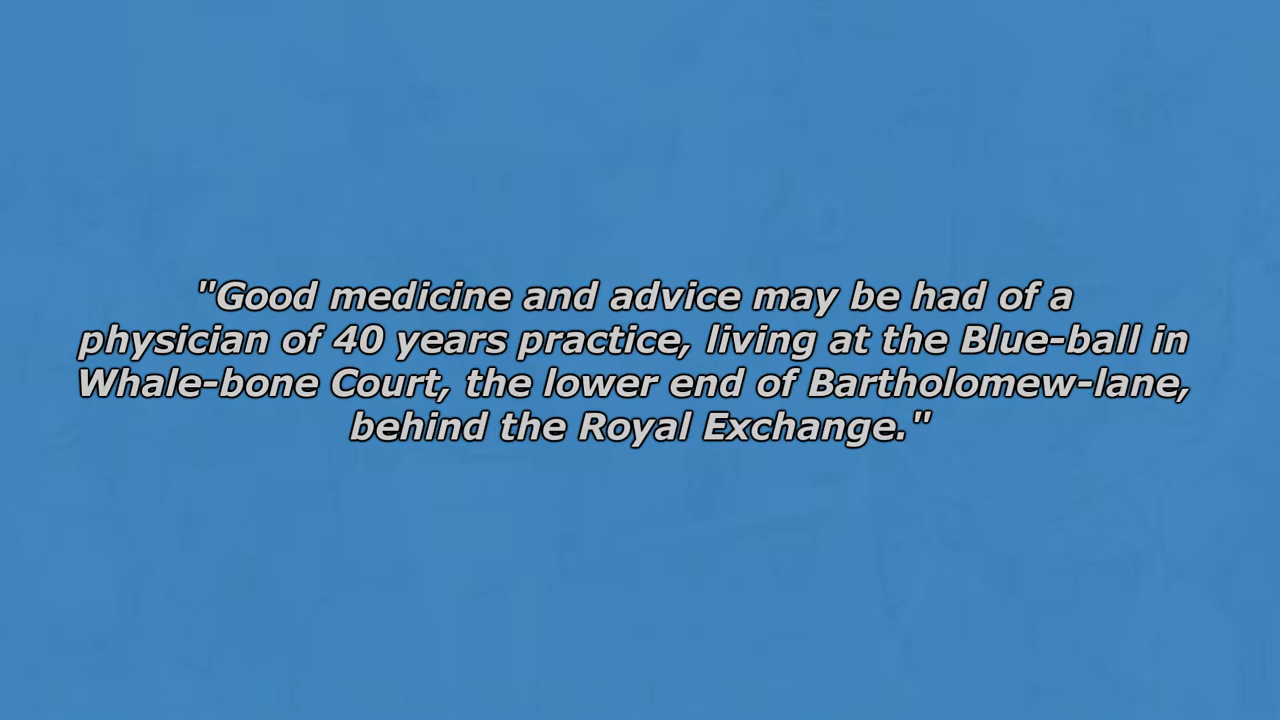 "Good medicine and advice may be had of a
physician of 40 years practice, living at the Blue-ball in
Whale-bone Court, the lower end of Bartholomew-lane,
behind the Royal Exchange."